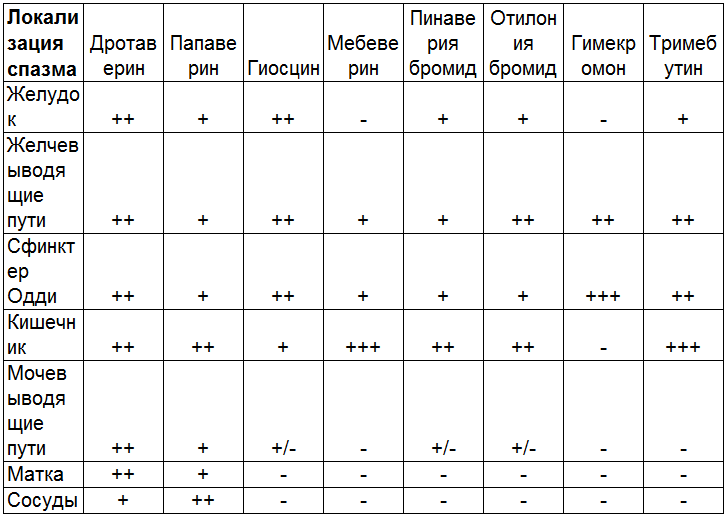 Локали
зация
спазма
Дротав
ерин
Папаве
рин
Гиосцин
Мебеве
рин
Пинаве
рия
бромид
Отилон
ия
бромид
Гимекр
омон
Тримеб
утин
Желудо
к
++ + ++ - + + - +
Желчев
ыводя
щие
пути
++ + ++ + + ++ ++ ++
Сфинкт
ер
Одди
++ + ++ + + + +++ ++
Кишечн
ик
++ ++ + +++ ++ ++ - +++
Мочев
ыводя
щие
пути
++ + +/- - +/- +/- - -
Матка ++ + - - - - - -
Сосуды + ++ - - - - - -